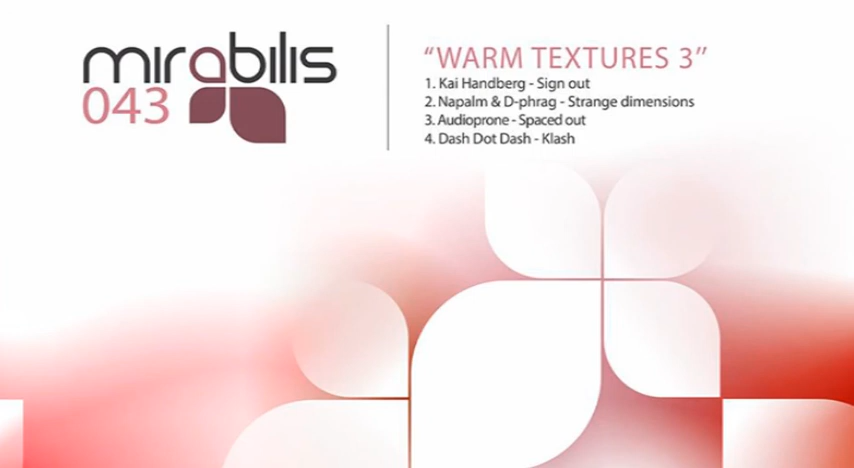 mirabilis
043
“WARM TEXTURES 3”
1. Kai Handberg - Sign out
2. Napalm & D-phrag - Strange dimensions
3. Audioprone - Spaced out
4. Dash Dot Dash - Klash